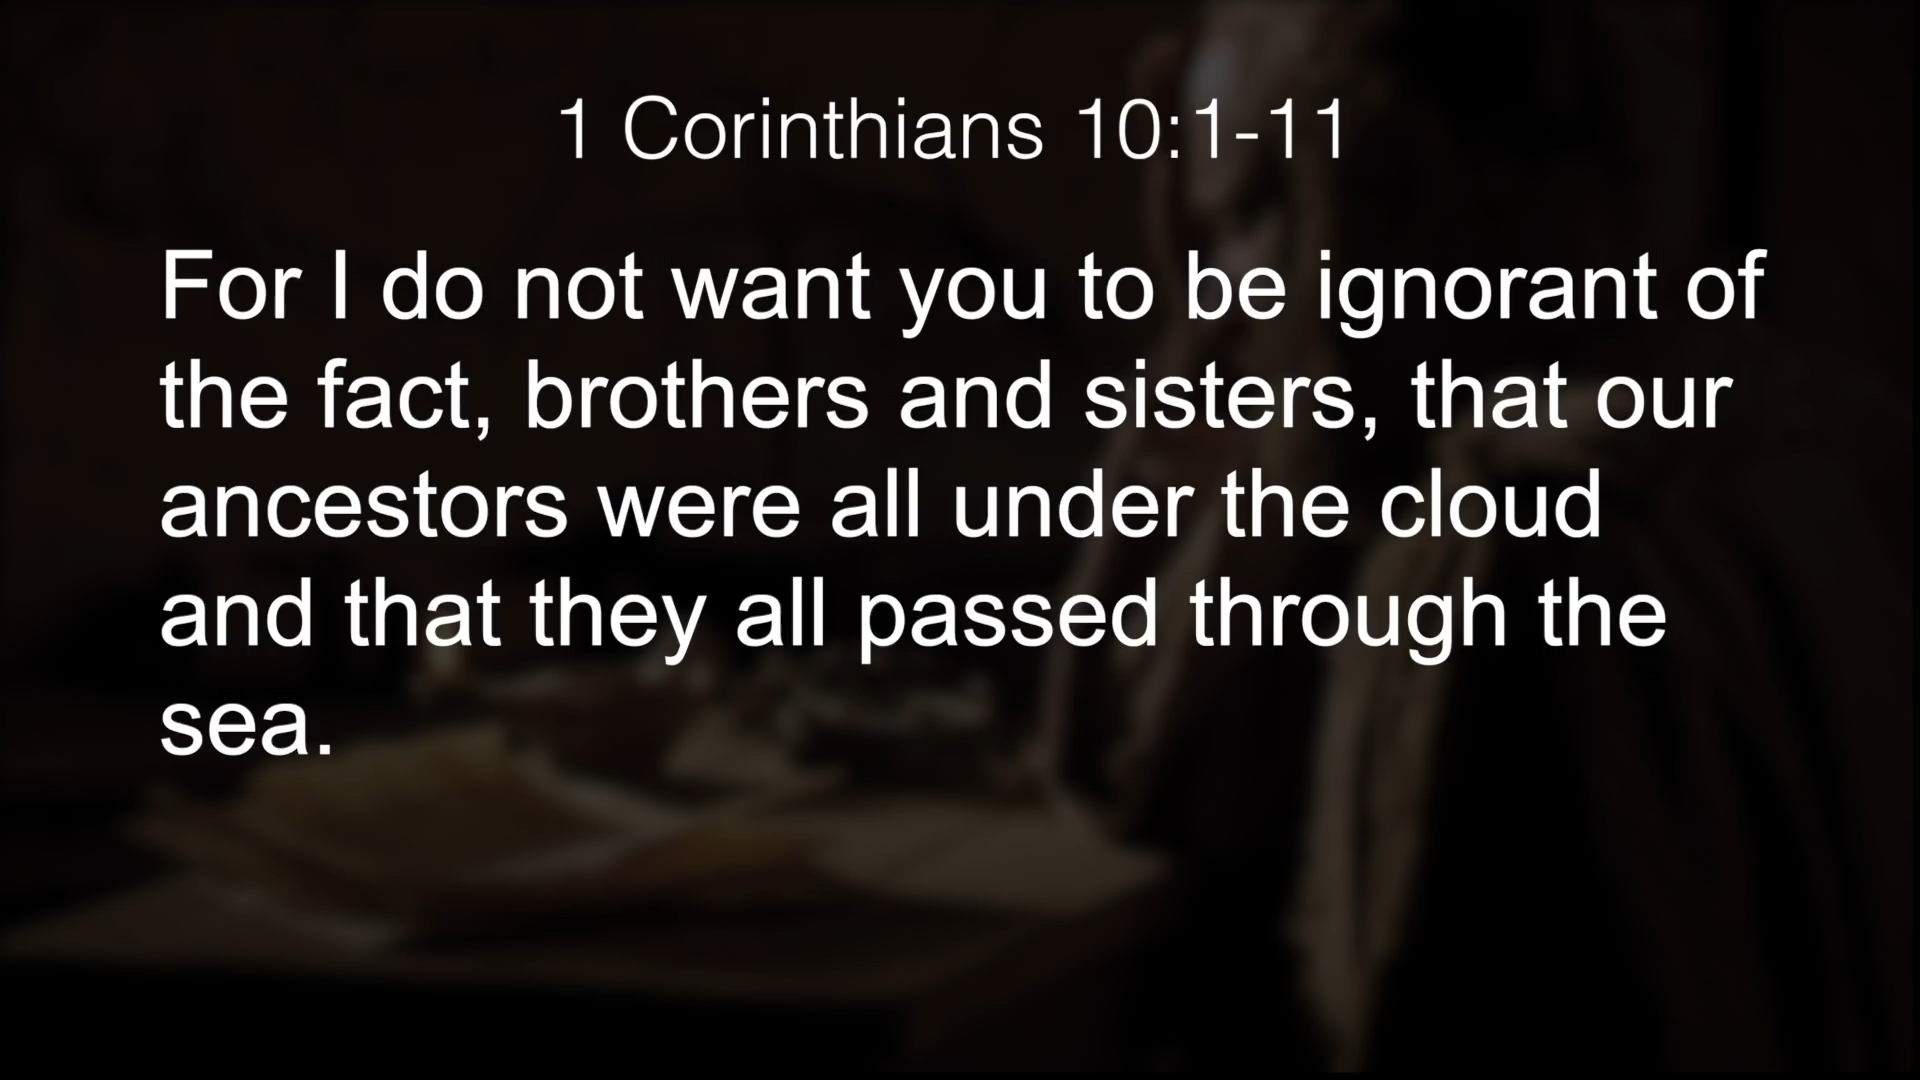 1 Corinthians 10:1-11
For I do not want you to be ignorant of
the fact, brothers and sisters, that our
ancestors were all under the cloud
and that they all passed through the
sea.